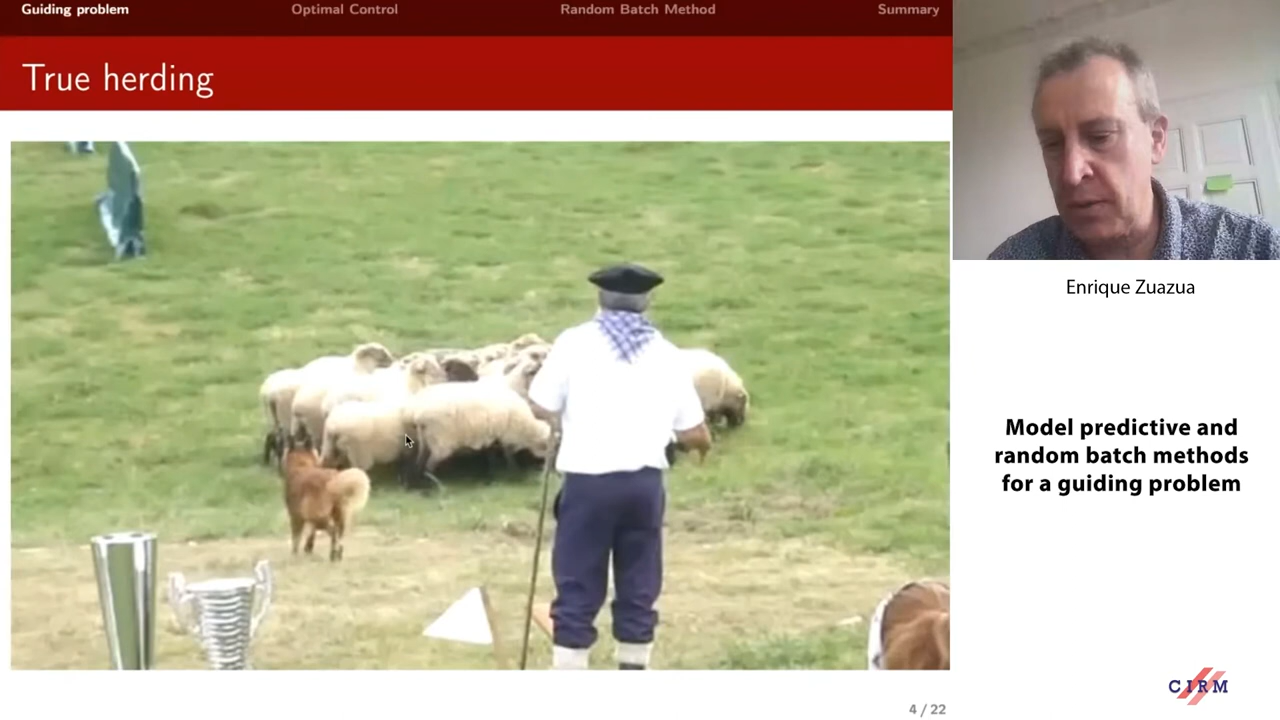 Guiding problem Optimal Control Random Batch Method Summary
True herding
4 / 22
Enrique Zuazua
Model predictive and
random batch methods
for a guiding problem
CIRM